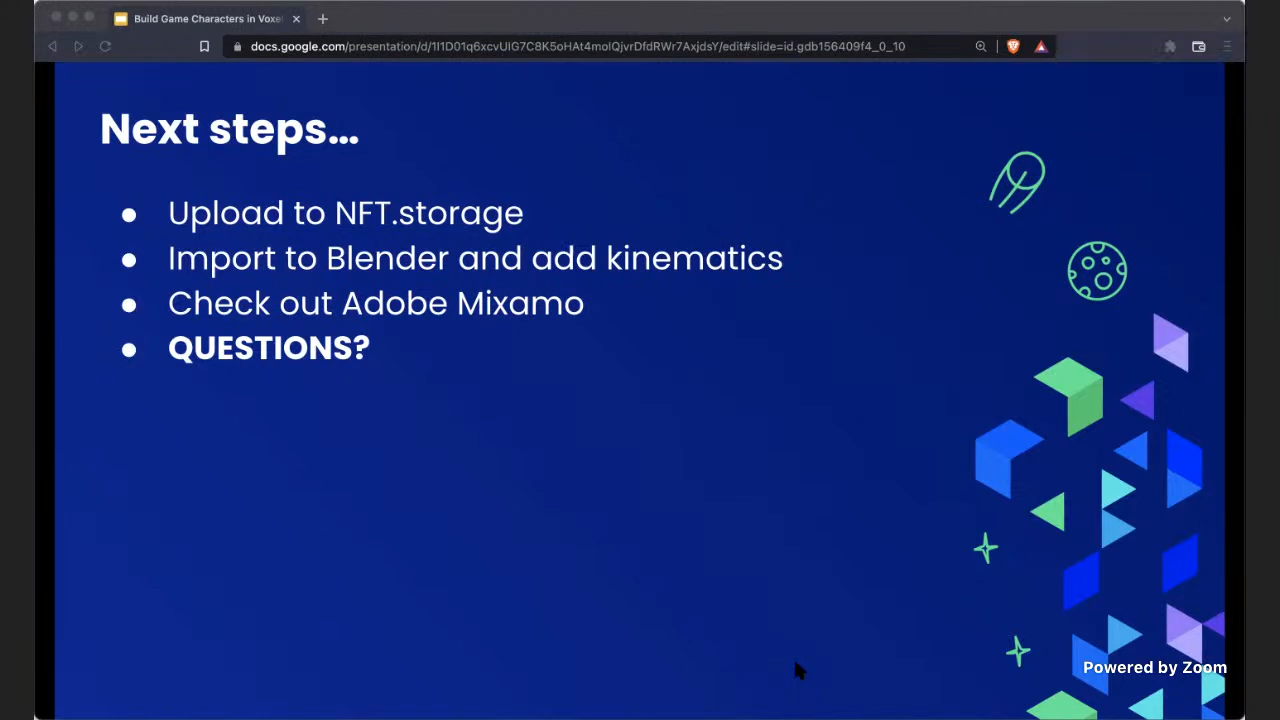 Build Game Characters in Voxe
docs.google.com/presentation/d/1I1D01q6xcvUIG7C8K5oHAt4molQjvrDfdRWr7AxjdsY/edit#slide=id.gdb156409f4_0_10
Next steps...
● Upload to NFT.storage
● Import to Blender and add kinematics
● Check out Adobe Mixamo
● QUESTIONS?
Powered by Zoom